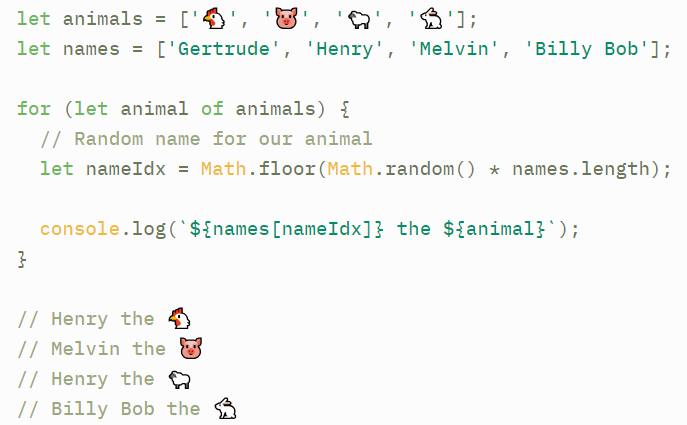 let animals = ['🐔', '🐷', '🐑', '🐇'];
let names = ['Gertrude', 'Henry', 'Melvin', 'Billy Bob'];
for (let animal of animals) {
// Random name for our animal
let nameIdx = Math.floor(Math.random() * names.length);
console.log(`${names[nameIdx]} the ${animal}`);
}
// Henry the 🐔
// Melvin the 🐷
// Henry the 🐑
// Billy Bob the 🐇